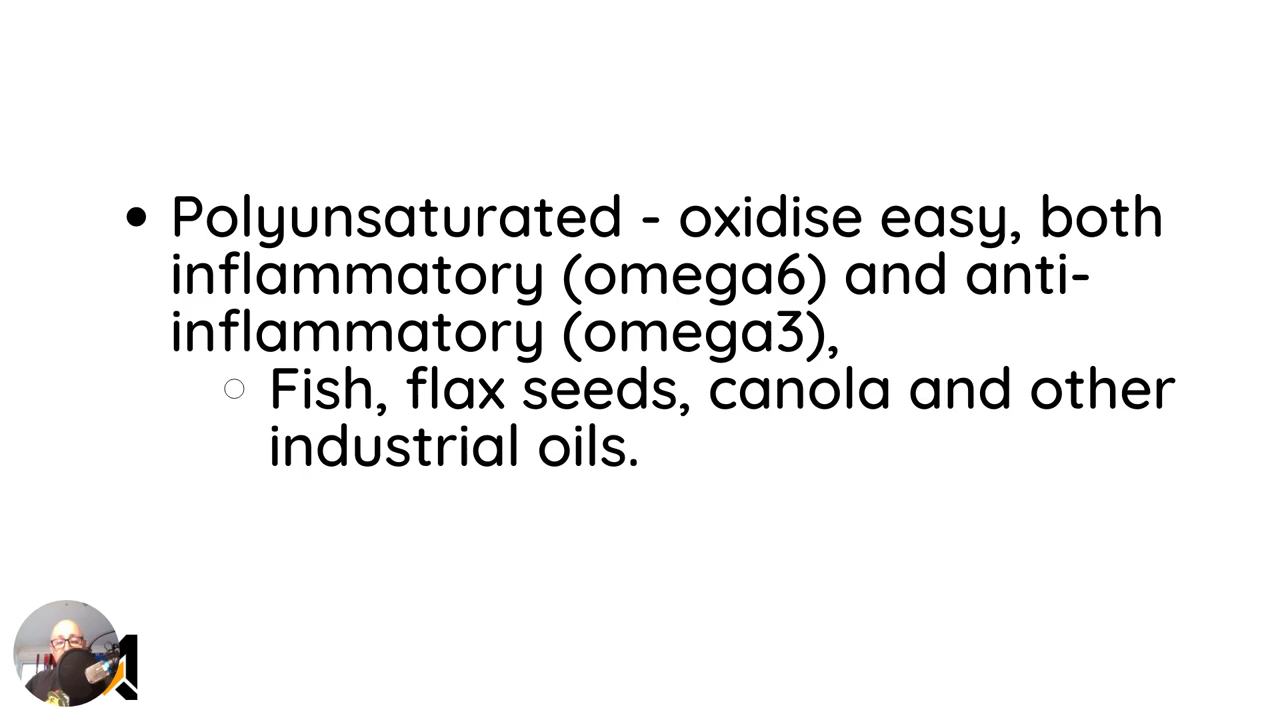 • Polyunsaturated - oxidise easy, both
inflammatory (omega6) and anti-
inflammatory (omega3),
○ Fish, flax seeds, canola and other
industrial oils.